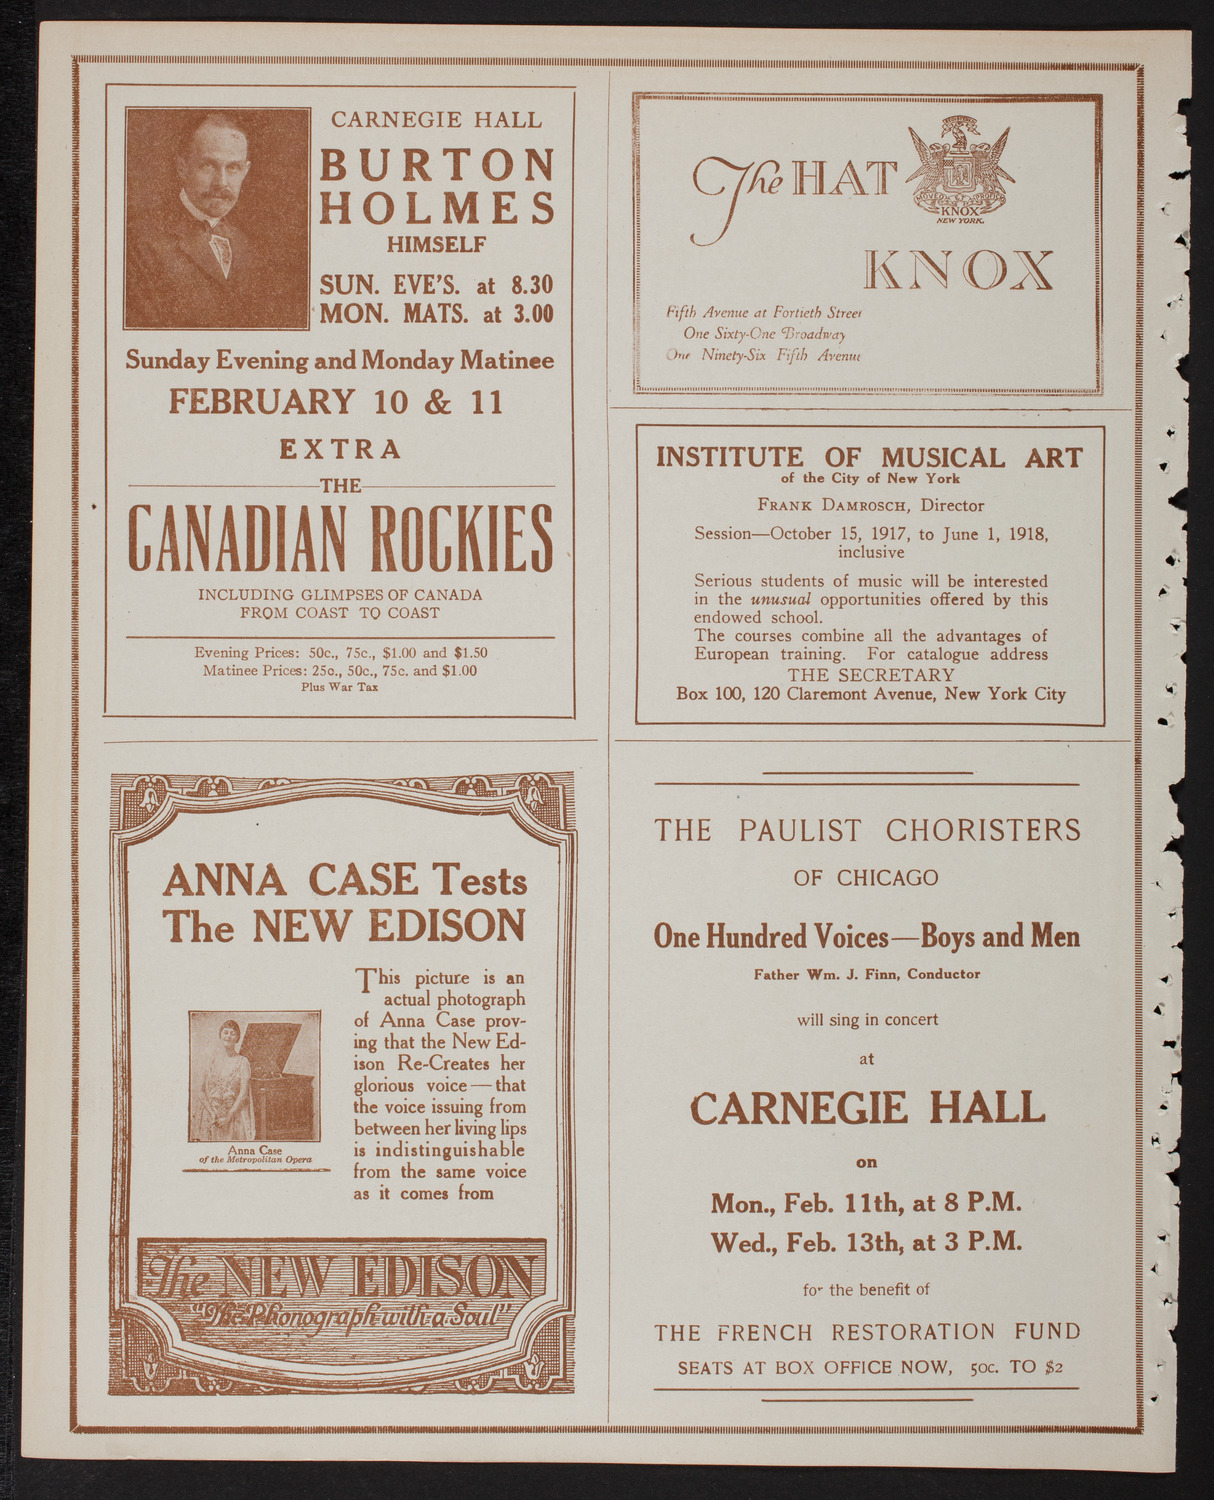 CARNEGIE HALL
BURTON
HOLMES
HIMSELF
SUN. EVE'S. at 8.30
MON. MATS. at 3.00
Sunday Evening and Monday Matinee
FEBRUARY 10 & 11
EXTRA
THE
CANADIAN ROCKIES
INCLUDING GLIMPSES OF CANADA
FROM COAST TO COAST
Evening Prices: 50c., 75c., $1.00 and $1.50
Matinee Prices: 25c., 50c., 75c. and $1.00
Plus War Tax
ANNA CASE Tests
The NEW EDISON
This picture is an
actual photograph
of Anna Case prov-
ing that the New Ed-
ison Re-Creates her
glorious voice—that
the voice issuing from
between her living lips
is indistinguishable
from the same voice
as it comes from
Anna Case
of the Metropolitan Opera
The NEW EDISON
"The Phonograph with a Soul"
The HAT
KNOX
NEW YORK.
KNOX
Fifth Avenue at Fortieth Street
One Sixty-One Broadway
One Ninety-Six Fifth Avenue
INSTITUTE OF MUSICAL ART
of the City of New York
FRANK DAMROSCH, Director
Session—October 15, 1917, to June 1, 1918,
inclusive
Serious students of music will be interested
in the unusual opportunities offered by this
endowed school.
The courses combine all the advantages of
European training. For catalogue address
THE SECRETARY
Box 100, 120 Claremont Avenue, New York City
THE PAULIST CHORISTERS
OF CHICAGO
One Hundred Voices—Boys and Men
Father Wm. J. Finn, Conductor
will sing in concert
at
CARNEGIE HALL
on
Mon., Feb. 11th, at 8 P.M.
Wed., Feb. 13th, at 3 P.M.
for the benefit of
THE FRENCH RESTORATION FUND
SEATS AT BOX OFFICE NOW, 50c. TO $2